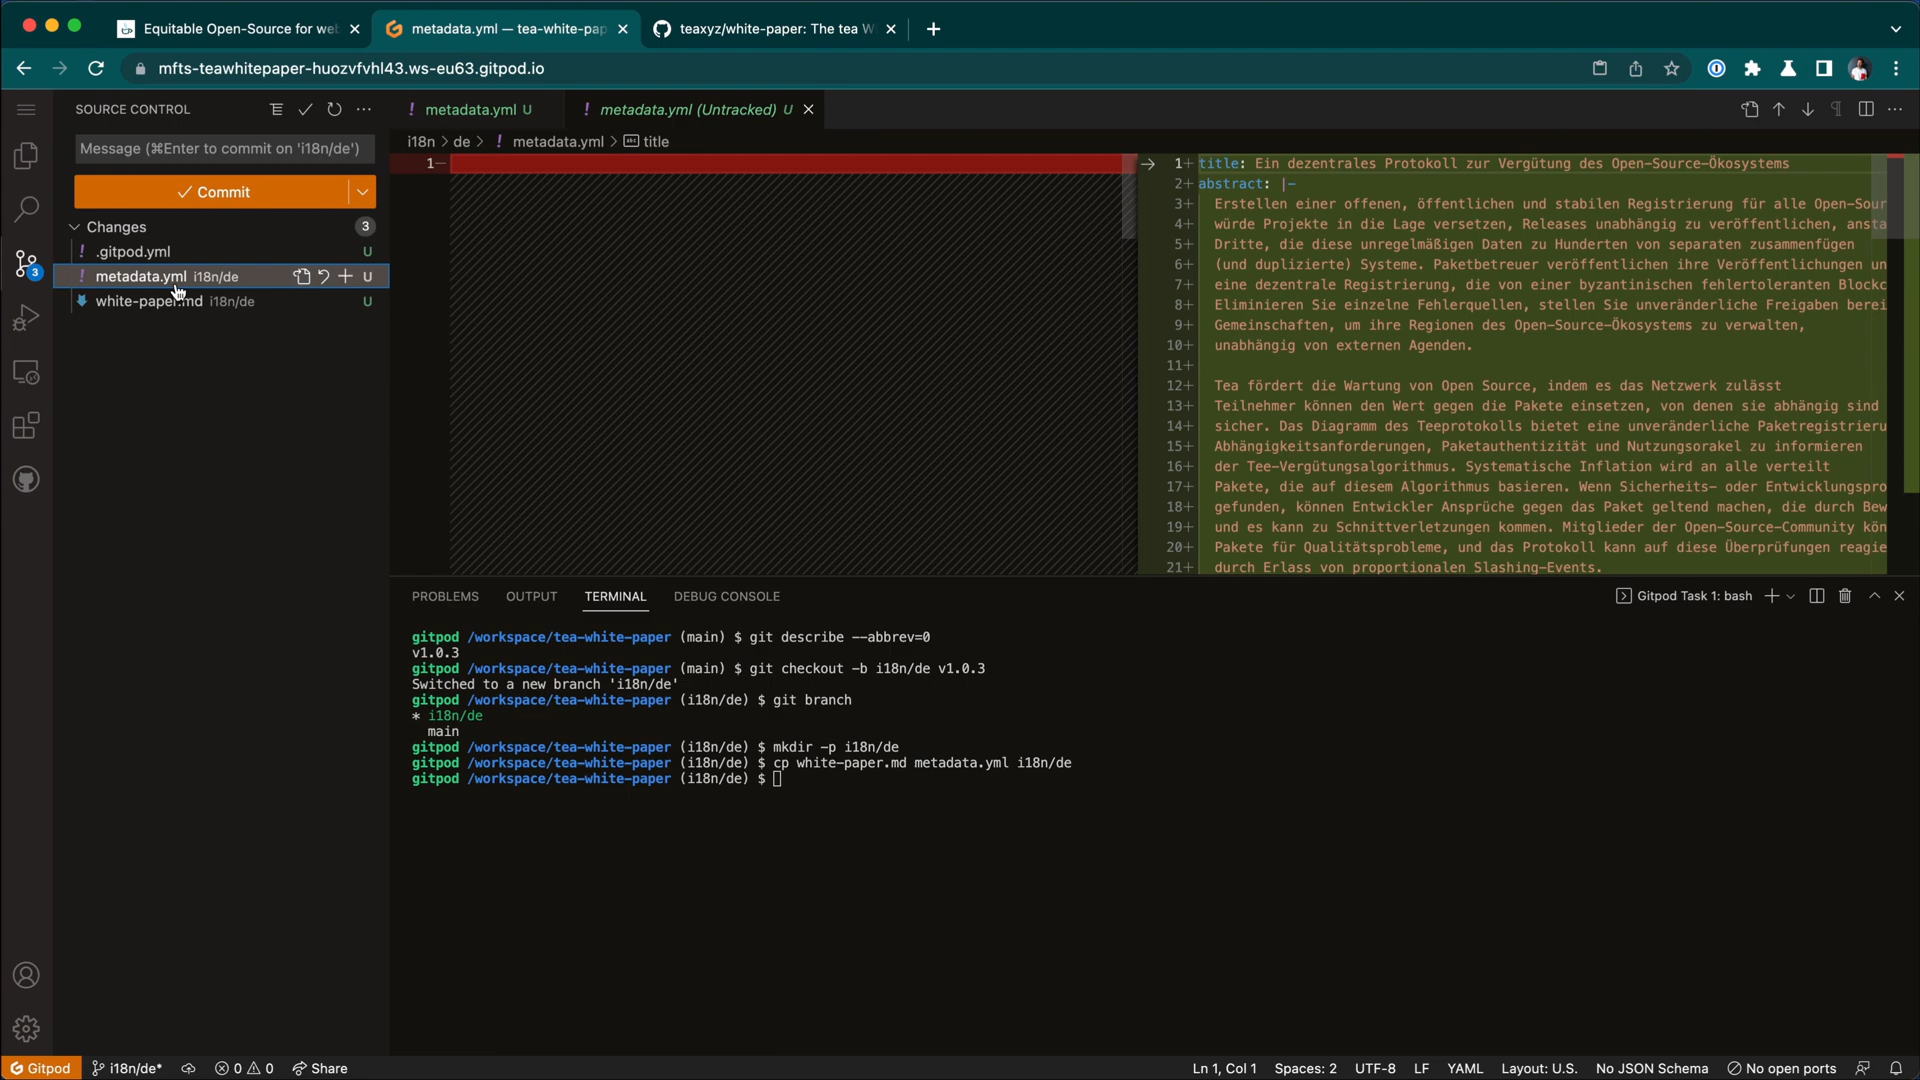 Equitable Open-Source for web
metadata.yml — tea-white-pap
teaxyz/white-paper: The tea W
mfts-teawhitepaper-huozvfvhl43.ws-eu63.gitpod.io
SOURCE CONTROL
metadata.yml U
metadata.yml (Untracked) U
Message (⌘Enter to commit on 'i18n/de')
i18n > de > ! metadata.yml > title
Commit
Changes 3
! .gitpod.yml U
! metadata.yml i18n/de U
white-paper.md i18n/de U
3
1—
1+ title: Ein dezentrales Protokoll zur Vergütung des Open-Source-Ökosystems
2+ abstract: |-
3+ Erstellen einer offenen, öffentlichen und stabilen Registrierung für alle Open-Sour
4+ würde Projekte in die Lage versetzen, Releases unabhängig zu veröffentlichen, ansta
5+ Dritte, die diese unregelmäßigen Daten zu Hunderten von separaten zusammenfügen
6+ (und duplizierte) Systeme. Paketbetreuer veröffentlichen ihre Veröffentlichungen un
7+ eine dezentrale Registrierung, die von einer byzantinischen fehlertoleranten Blockc
8+ Eliminieren Sie einzelne Fehlerquellen, stellen Sie unveränderliche Freigaben berei
9+ Gemeinschaften, um ihre Regionen des Open-Source-Ökosystems zu verwalten,
10+ unabhängig von externen Agenden.
11+
12+ Tea fördert die Wartung von Open Source, indem es das Netzwerk zulässt
13+ Teilnehmer können den Wert gegen die Pakete einsetzen, von denen sie abhängig sind
14+ sicher. Das Diagramm des Teeprotokolls bietet eine unveränderliche Paketregistrieru
15+ Abhängigkeitsanforderungen, Paketauthentizität und Nutzungsorakel zu informieren
16+ der Tee-Vergütungsalgorithmus. Systematische Inflation wird an alle verteilt
17+ Pakete, die auf diesem Algorithmus basieren. Wenn Sicherheits- oder Entwicklungspro
18+ gefunden, können Entwickler Ansprüche gegen das Paket geltend machen, die durch Bew
19+ und es kann zu Schnittverletzungen kommen. Mitglieder der Open-Source-Community kön
20+ Pakete für Qualitätsprobleme, und das Protokoll kann auf diese Überprüfungen reagie
21+ durch Erlass von proportionalen Slashing-Events.
PROBLEMS OUTPUT TERMINAL DEBUG CONSOLE
Gitpod Task 1: bash
gitpod /workspace/tea-white-paper (main) $ git describe --abbrev=0
v1.0.3
gitpod /workspace/tea-white-paper (main) $ git checkout -b i18n/de v1.0.3
Switched to a new branch 'i18n/de'
gitpod /workspace/tea-white-paper (i18n/de) $ git branch
* i18n/de
main
gitpod /workspace/tea-white-paper (i18n/de) $ mkdir -p i18n/de
gitpod /workspace/tea-white-paper (i18n/de) $ cp white-paper.md metadata.yml i18n/de
gitpod /workspace/tea-white-paper (i18n/de) $
Gitpod i18n/de* 0 0 Share
Ln 1, Col 1 Spaces: 2 UTF-8 LF YAML Layout: U.S. No JSON Schema No open ports